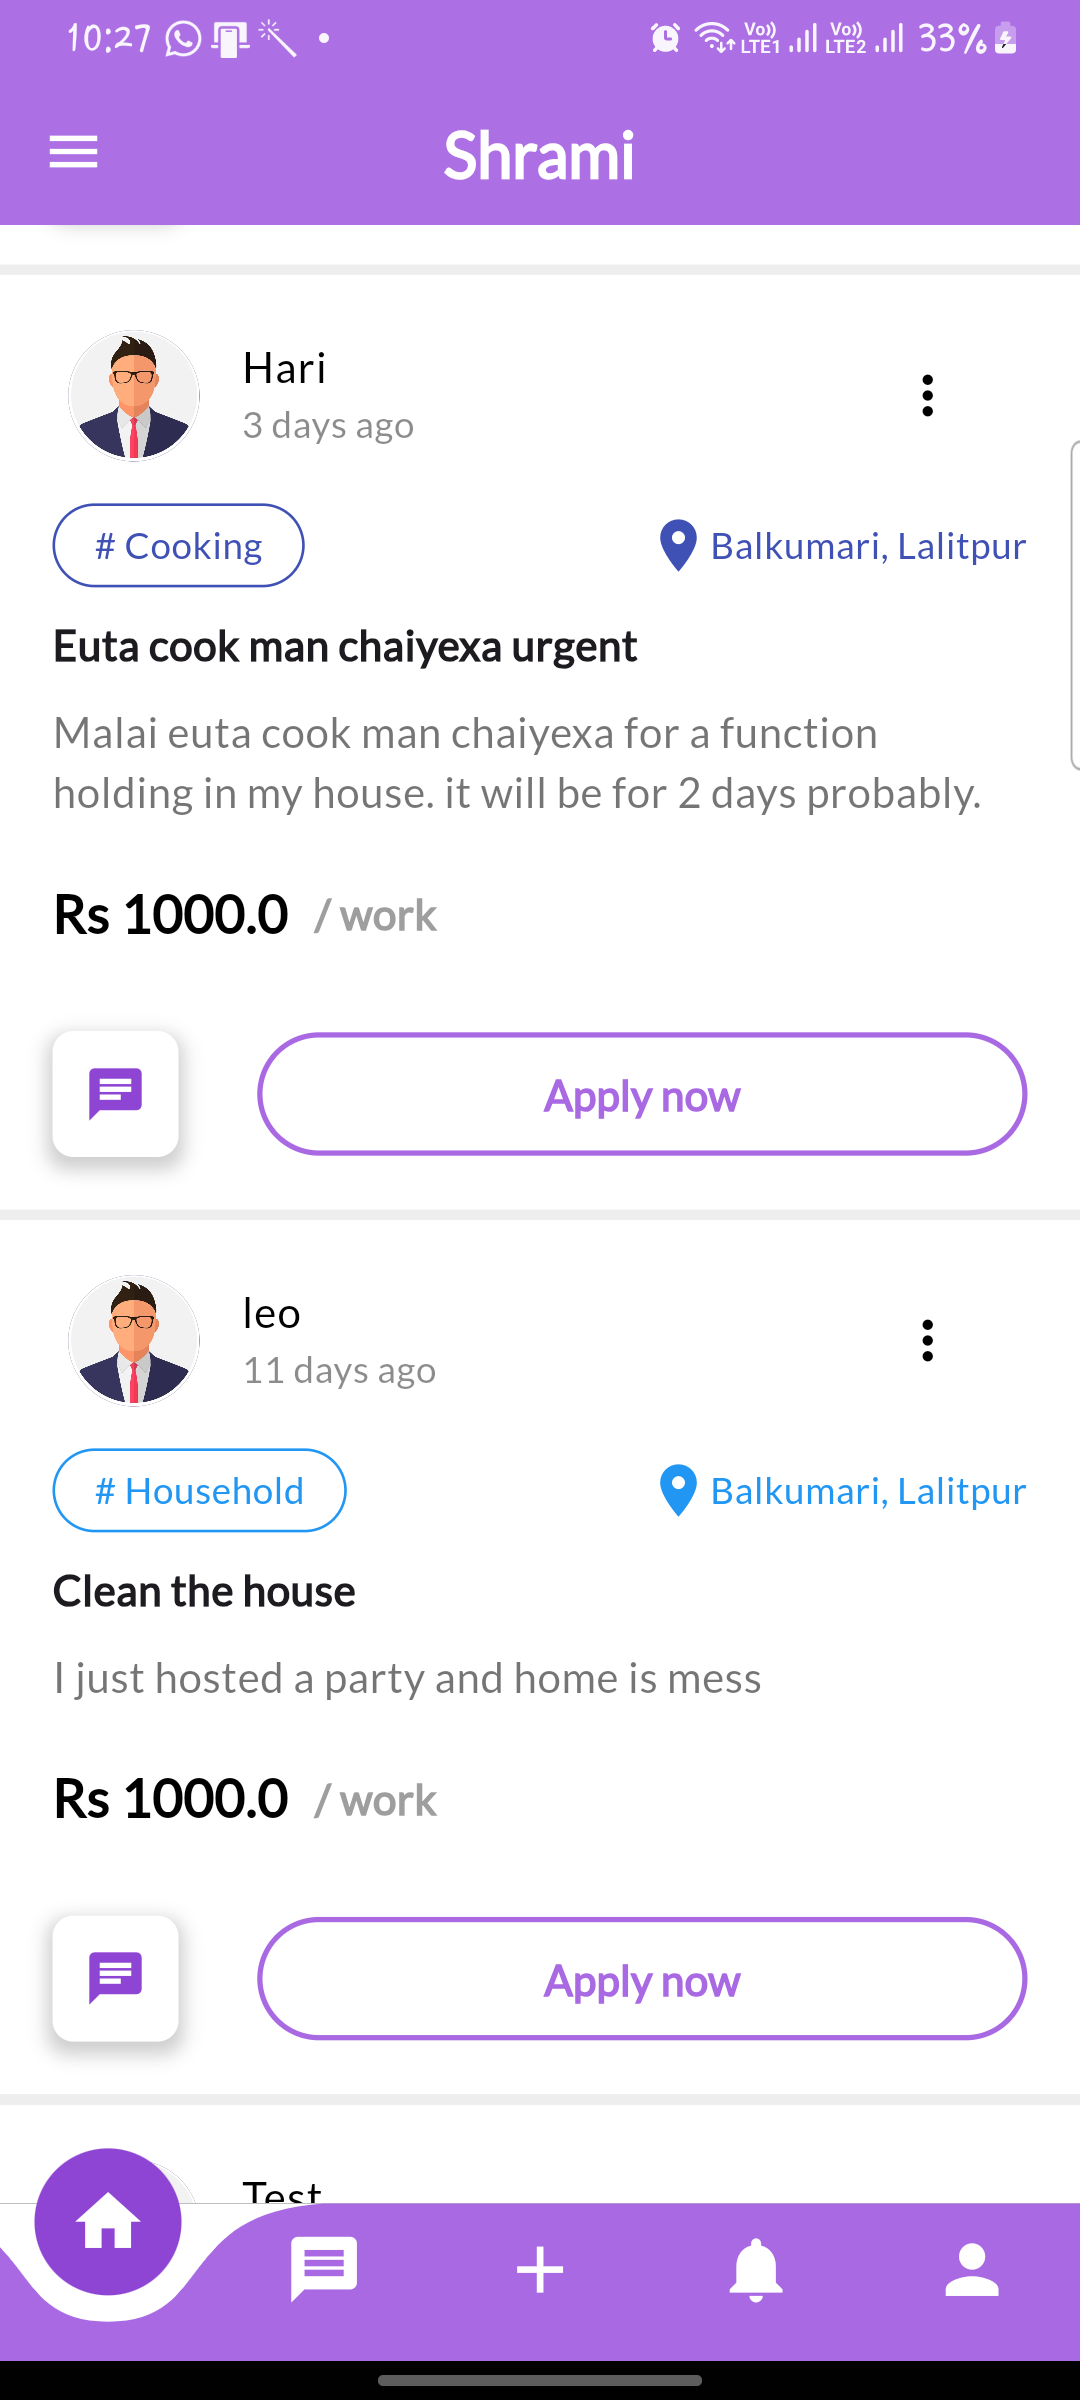 10:27
Vo)) LTE1 Vo)) LTE2 33%
Shrami
Hari
3 days ago
# Cooking
Balkumari, Lalitpur
Euta cook man chaiyexa urgent
Malai euta cook man chaiyexa for a function
holding in my house. it will be for 2 days probably.
Rs 1000.0 / work
Apply now
leo
11 days ago
# Household
Balkumari, Lalitpur
Clean the house
I just hosted a party and home is mess
Rs 1000.0 / work
Apply now
Test